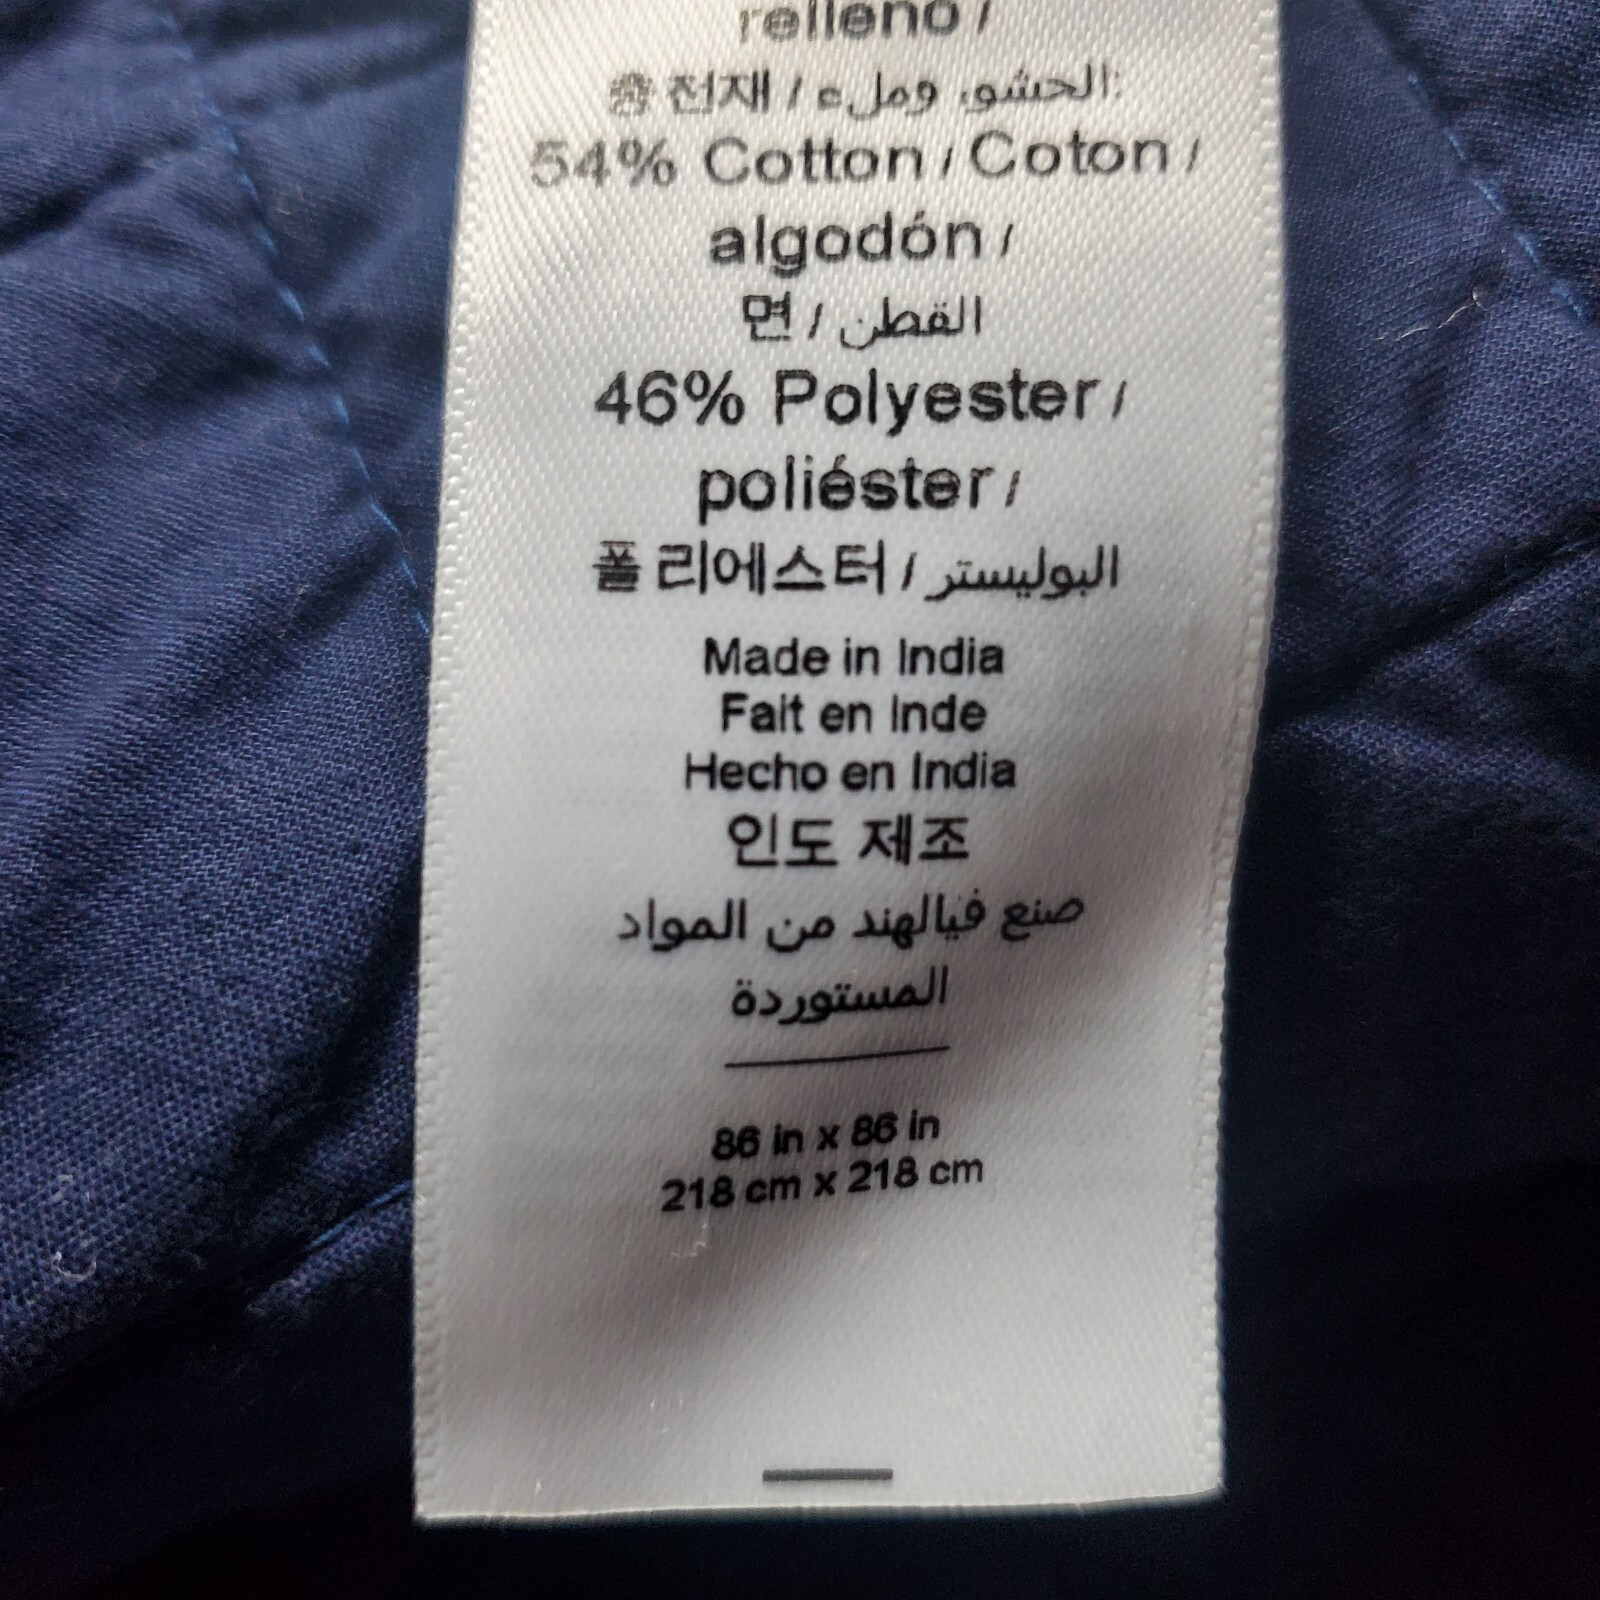 relleno /
충전재 / الحشو، وملء:
54% Cotton / Coton /
algodón /
면 / القطن
46% Polyester /
poliéster /
폴리에스터 / البوليستر
Made in India
Fait en Inde
Hecho en India
인도 제조
صنع فيالهند من المواد
المستوردة
86 in x 86 in
218 cm x 218 cm